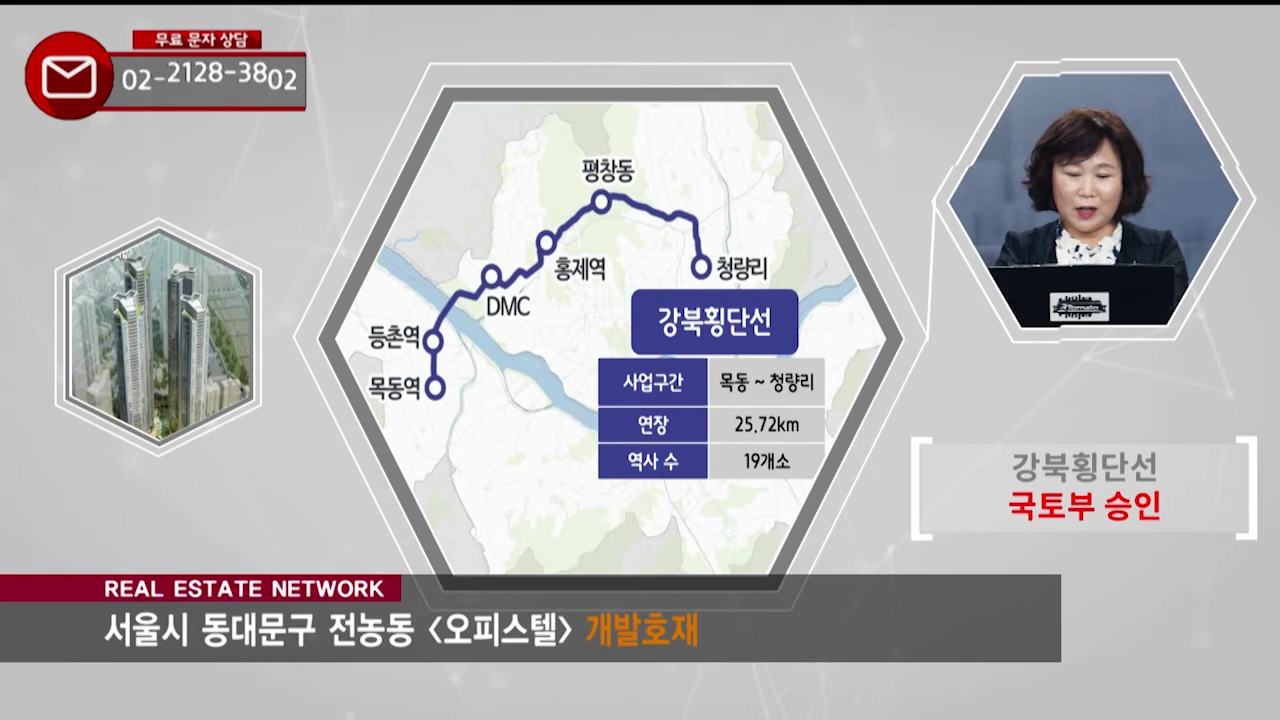 무료 문자 상담
02-2128-3802
평창동
홍제역
청량리
DMC
등촌역
목동역
강북횡단선
사업구간 목동 ~ 청량리
연장 25.72km
역사 수 19개소
강북횡단선
국토부 승인
REAL ESTATE NETWORK
서울시 동대문구 전농동 <오피스텔> 개발호재